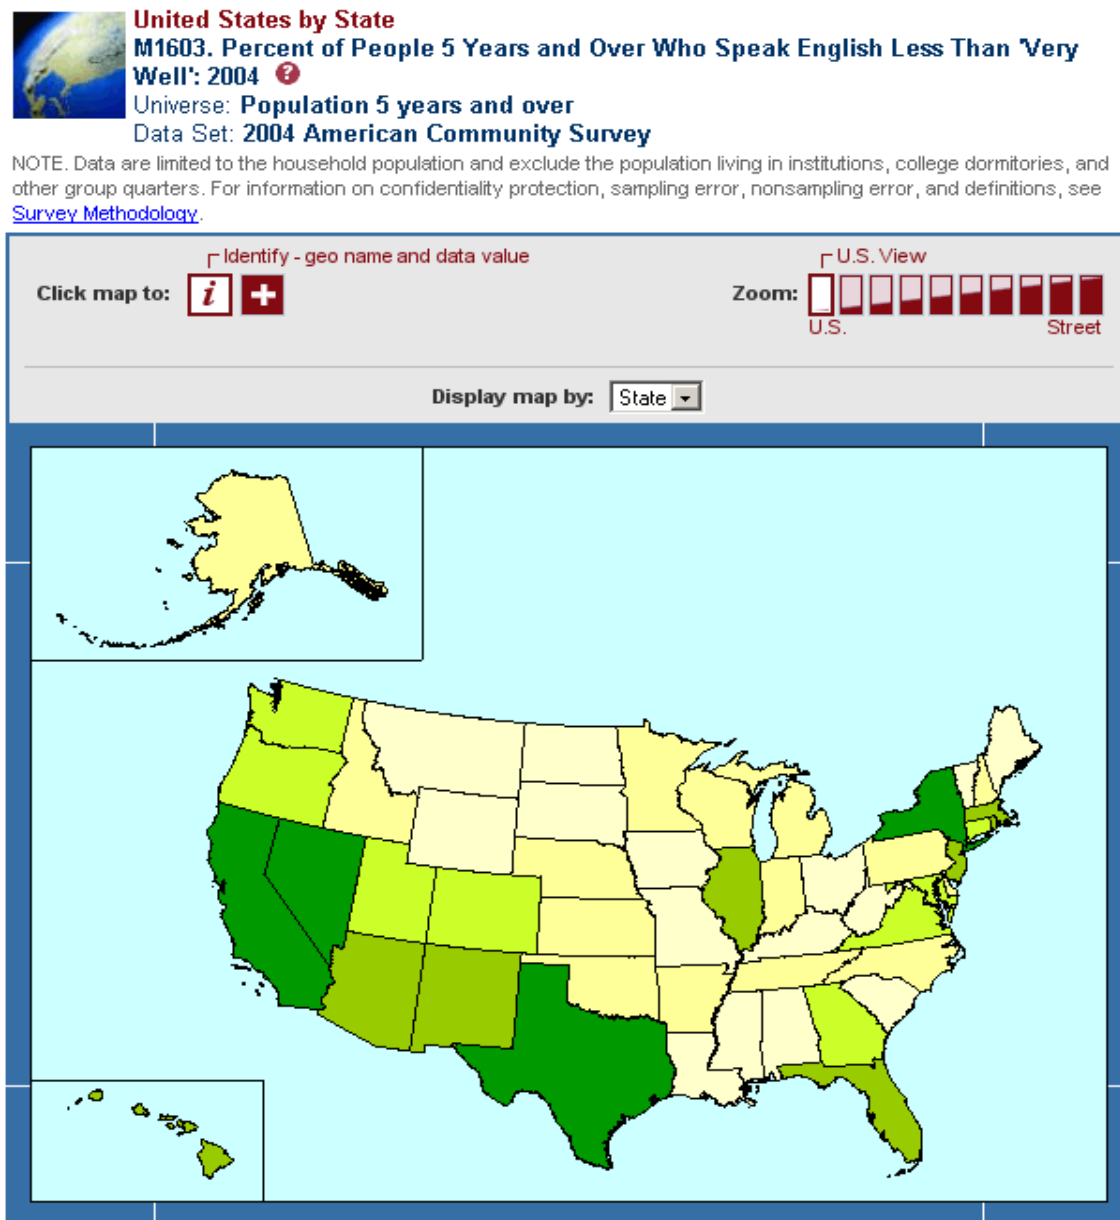 United States by State
M1603. Percent of People 5 Years and Over Who Speak English Less Than 'Very
Well': 2004 ?
Universe: Population 5 years and over
Data Set: 2004 American Community Survey
NOTE. Data are limited to the household population and exclude the population living in institutions, college dormitories, and
other group quarters. For information on confidentiality protection, sampling error, nonsampling error, and definitions, see
Survey Methodology.
Identify - geo name and data value
U.S. View
Click map to: i +
Zoom:
U.S.
Street
Display map by: State